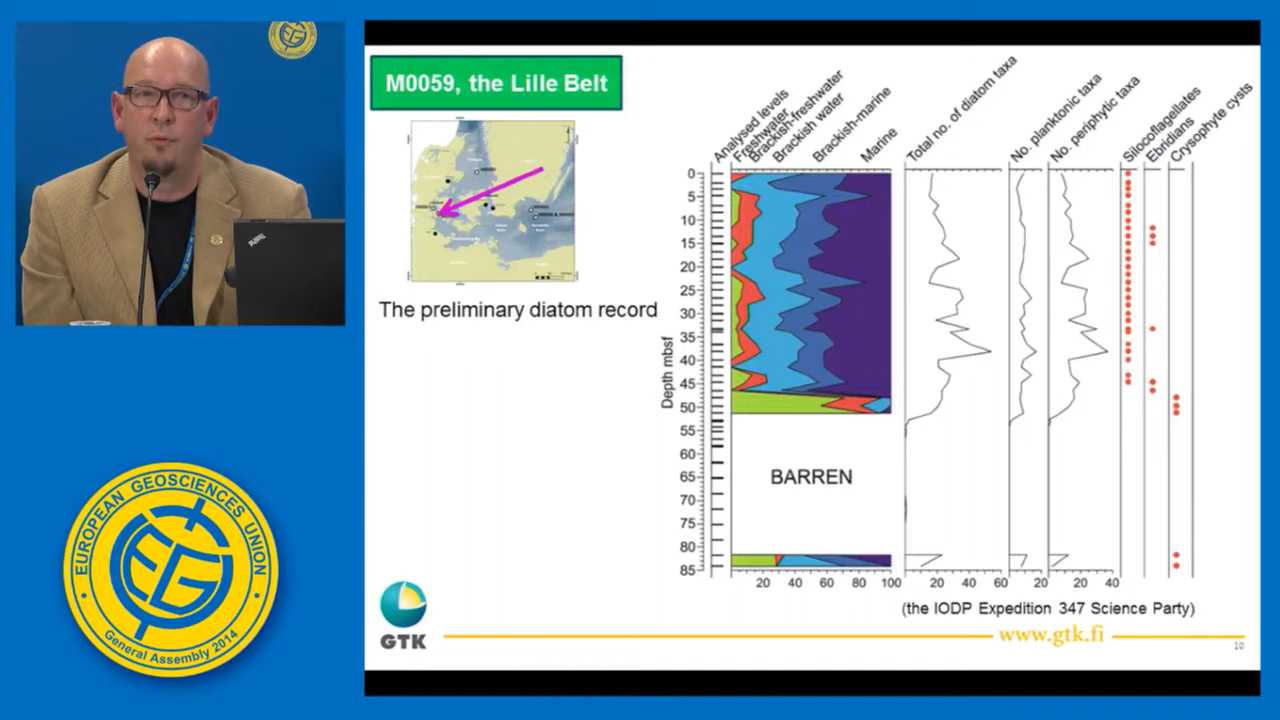 M0059, the Lille Belt
The preliminary diatom record
Analysed levels
Freshwater
Brackish-freshwater
Brackish water
Brackish-marine
Marine
Total no. of diatom taxa
No. planktonic taxa
No. periphytic taxa
Silocoflagellates
Ebridians
Crysophyte cysts
Depth mbsf
0
5
10
15
20
25
30
35
40
45
50
55
60
65
70
75
80
85
BARREN
20 40 60 80 100
20 40 60
20
20 40
(the IODP Expedition 347 Science Party)
GTK
www.gtk.fi
10
EUROPEAN GEOSCIENCES UNION
EGU
General Assembly 2014